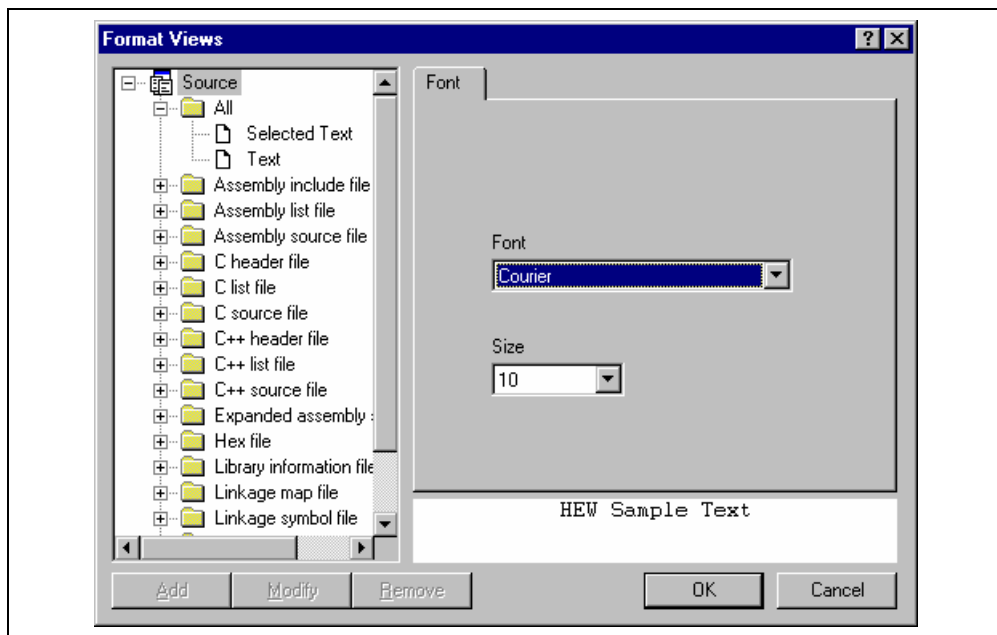 Format Views
Source
All
Selected Text
Text
Assembly include file
Assembly list file
Assembly source file
C header file
C list file
C source file
C++ header file
C++ list file
C++ source file
Expanded assembly
Hex file
Library information file
Linkage map file
Linkage symbol file
Font
Font
Courier
Size
10
HEW Sample Text
Add
Modify
Remove
OK
Cancel